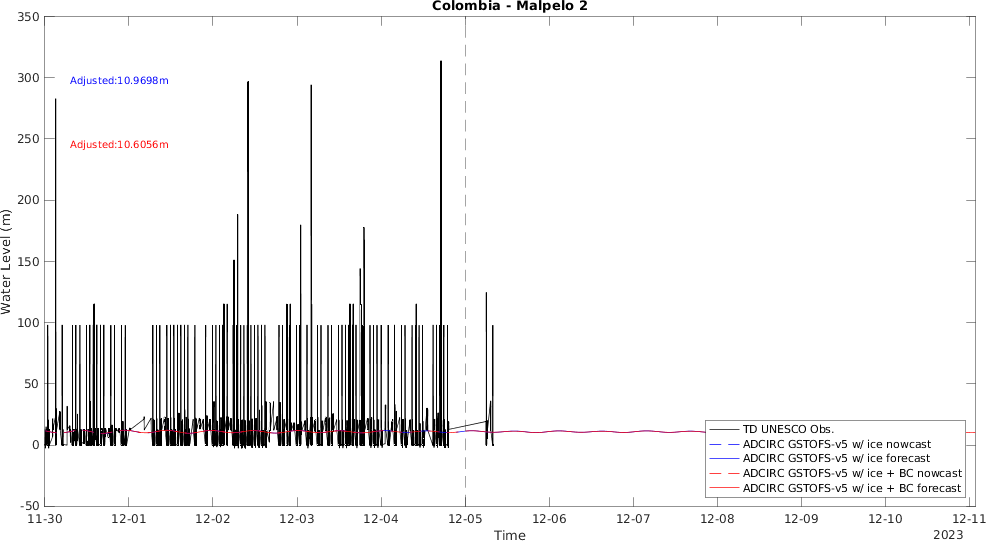 Colombia - Malpelo 2
Water Level (m)
350
300
250
200
150
100
50
0
-50
Adjusted:10.9698m
Adjusted:10.6056m
TD UNESCO Obs.
ADCIRC GSTOFS-v5 w/ ice nowcast
ADCIRC GSTOFS-v5 w/ ice forecast
ADCIRC GSTOFS-v5 w/ ice + BC nowcast
ADCIRC GSTOFS-v5 w/ ice + BC forecast
11-30 12-01 12-02 12-03 12-04 12-05 12-06 12-07 12-08 12-09 12-10 12-11
Time
2023